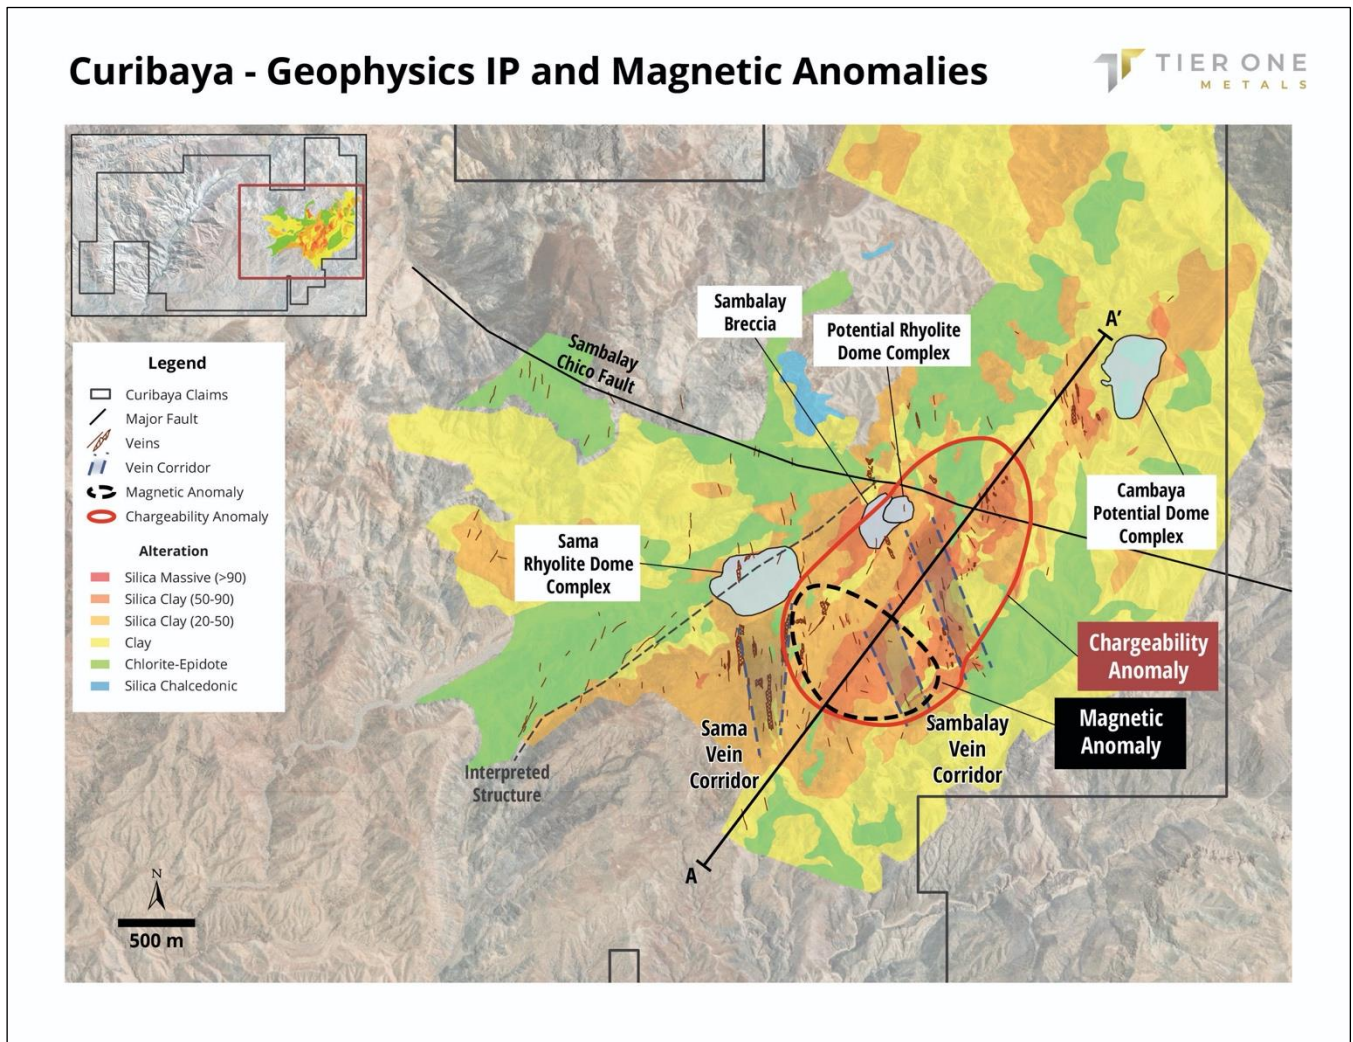 Curibaya - Geophysics IP and Magnetic Anomalies
TIER ONE
METALS
Legend
Curibaya Claims
Major Fault
Veins
Vein Corridor
Magnetic Anomaly
Chargeability Anomaly
Alteration
Silica Massive (>90)
Silica Clay (50-90)
Silica Clay (20-50)
Clay
Chlorite-Epidote
Silica Chalcedonic
Sambalay
Chico Fault
Sambalay
Breccia
Potential Rhyolite
Dome Complex
A’
Cambaya
Potential Dome
Complex
Sama
Rhyolite Dome
Complex
Chargeability
Anomaly
Magnetic
Anomaly
Sama
Vein
Corridor
Sambalay
Vein
Corridor
Interpreted
Structure
A
N
500 m